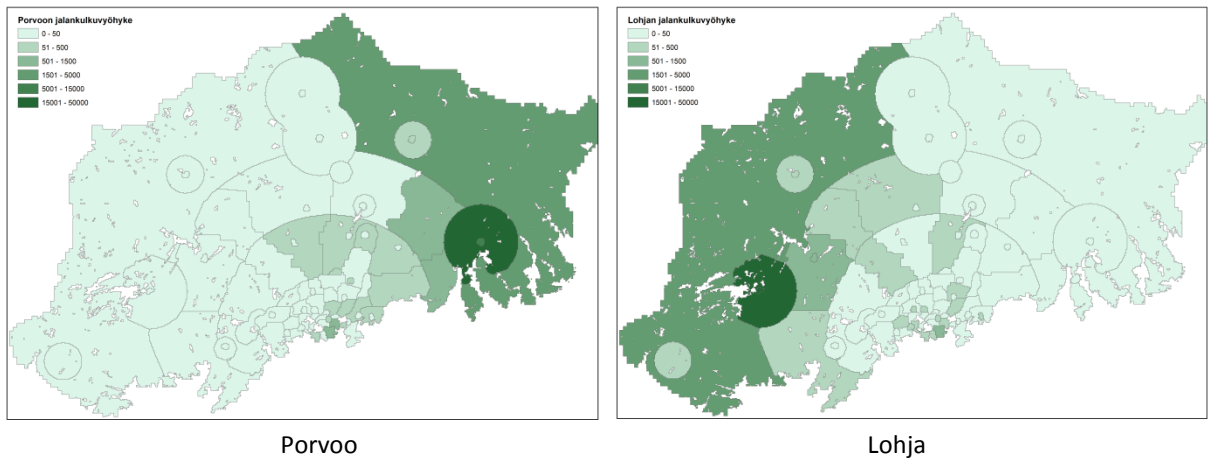 Porvoon jalankulkuvyöhyke
0 - 50
51 - 500
501 - 1500
1501 - 5000
5001 - 15000
15001 - 50000
Lohjan jalankulkuvyöhyke
0 - 50
51 - 500
501 - 1500
1501 - 5000
5001 - 15000
15001 - 50000
Porvoo
Lohja